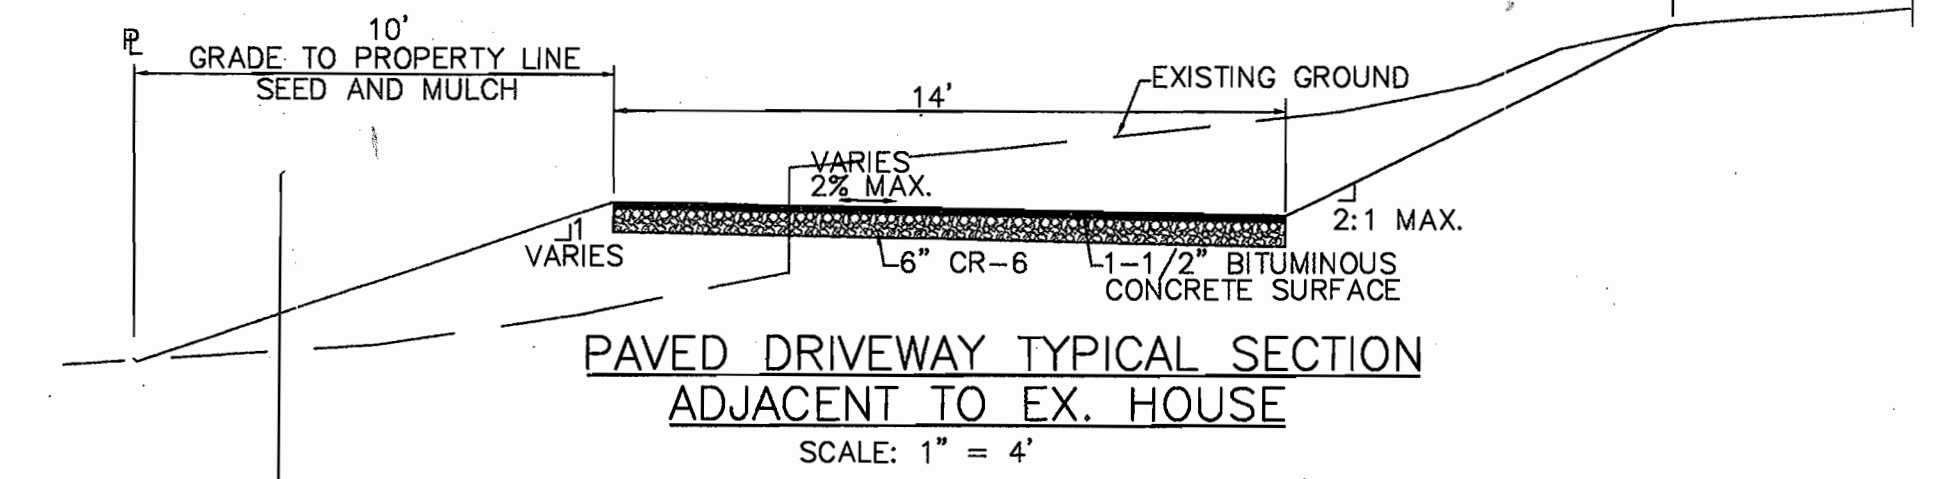 PL
10'
GRADE TO PROPERTY LINE
SEED AND MULCH
14'
EXISTING GROUND
VARIES
2% MAX.
1
VARIES
2:1 MAX.
6" CR-6
1-1/2" BITUMINOUS
CONCRETE SURFACE
PAVED DRIVEWAY TYPICAL SECTION
ADJACENT TO EX. HOUSE
SCALE: 1" = 4'